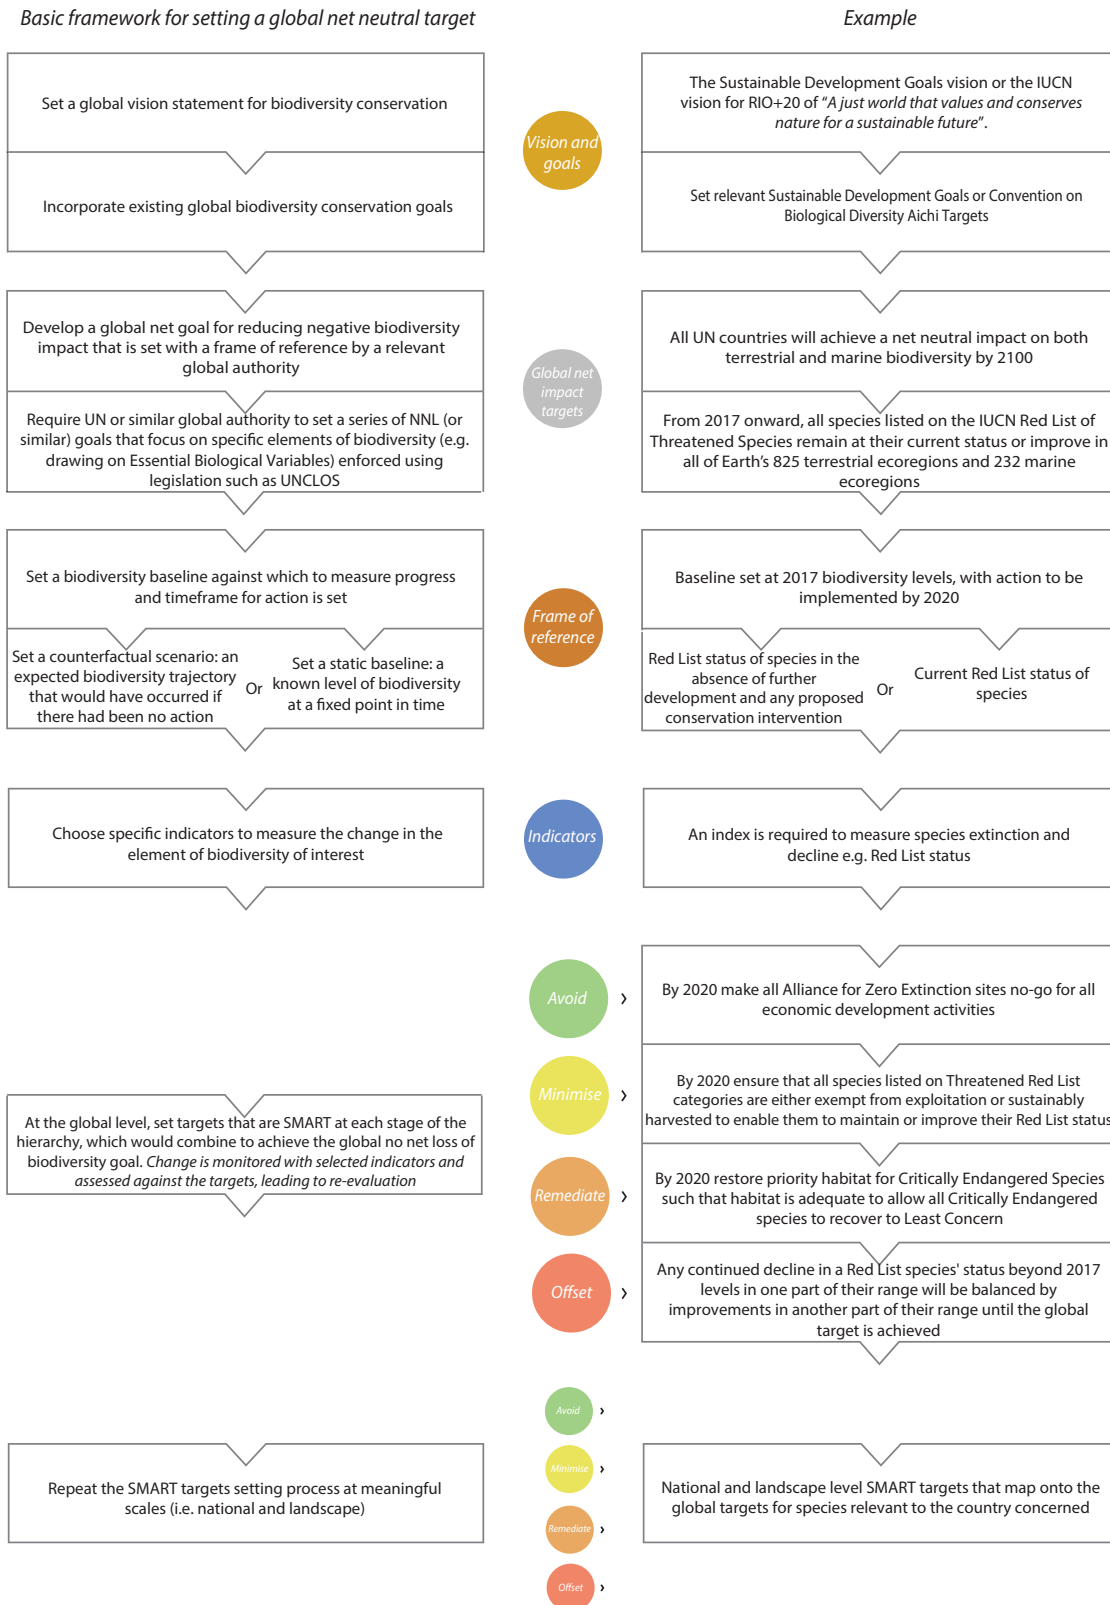 Basic framework for setting a global net neutral target
Example
Set a global vision statement for biodiversity conservation
Incorporate existing global biodiversity conservation goals
Vision and
goals
The Sustainable Development Goals vision or the IUCN
vision for RIO+20 of “A just world that values and conserves
nature for a sustainable future”.
Set relevant Sustainable Development Goals or Convention on
Biological Diversity Aichi Targets
Develop a global net goal for reducing negative biodiversity
impact that is set with a frame of reference by a relevant
global authority
Require UN or similar global authority to set a series of NNL (or
similar) goals that focus on specific elements of biodiversity (e.g.
drawing on Essential Biological Variables) enforced using
legislation such as UNCLOS
Global net
impact
targets
All UN countries will achieve a net neutral impact on both
terrestrial and marine biodiversity by 2100
From 2017 onward, all species listed on the IUCN Red List of
Threatened Species remain at their current status or improve in
all of Earth’s 825 terrestrial ecoregions and 232 marine
ecoregions
Set a biodiversity baseline against which to measure progress
and timeframe for action is set
Set a counterfactual scenario: an
expected biodiversity trajectory
that would have occurred if
there had been no action
Or
Set a static baseline: a
known level of biodiversity
at a fixed point in time
Frame of
reference
Baseline set at 2017 biodiversity levels, with action to be
implemented by 2020
Red List status of species in the
absence of further
development and any proposed
conservation intervention
Or
Current Red List status of
species
Choose specific indicators to measure the change in the
element of biodiversity of interest
Indicators
An index is required to measure species extinction and
decline e.g. Red List status
At the global level, set targets that are SMART at each stage of the
hierarchy, which would combine to achieve the global no net loss of
biodiversity goal. Change is monitored with selected indicators and
assessed against the targets, leading to re-evaluation
Avoid ›
By 2020 make all Alliance for Zero Extinction sites no-go for all
economic development activities
Minimise ›
By 2020 ensure that all species listed on Threatened Red List
categories are either exempt from exploitation or sustainably
harvested to enable them to maintain or improve their Red List status
Remediate ›
By 2020 restore priority habitat for Critically Endangered Species
such that habitat is adequate to allow all Critically Endangered
species to recover to Least Concern
Offset ›
Any continued decline in a Red List species' status beyond 2017
levels in one part of their range will be balanced by
improvements in another part of their range until the global
target is achieved
Repeat the SMART targets setting process at meaningful
scales (i.e. national and landscape)
Avoid ›
Minimise ›
Remediate ›
Offset ›
National and landscape level SMART targets that map onto the
global targets for species relevant to the country concerned